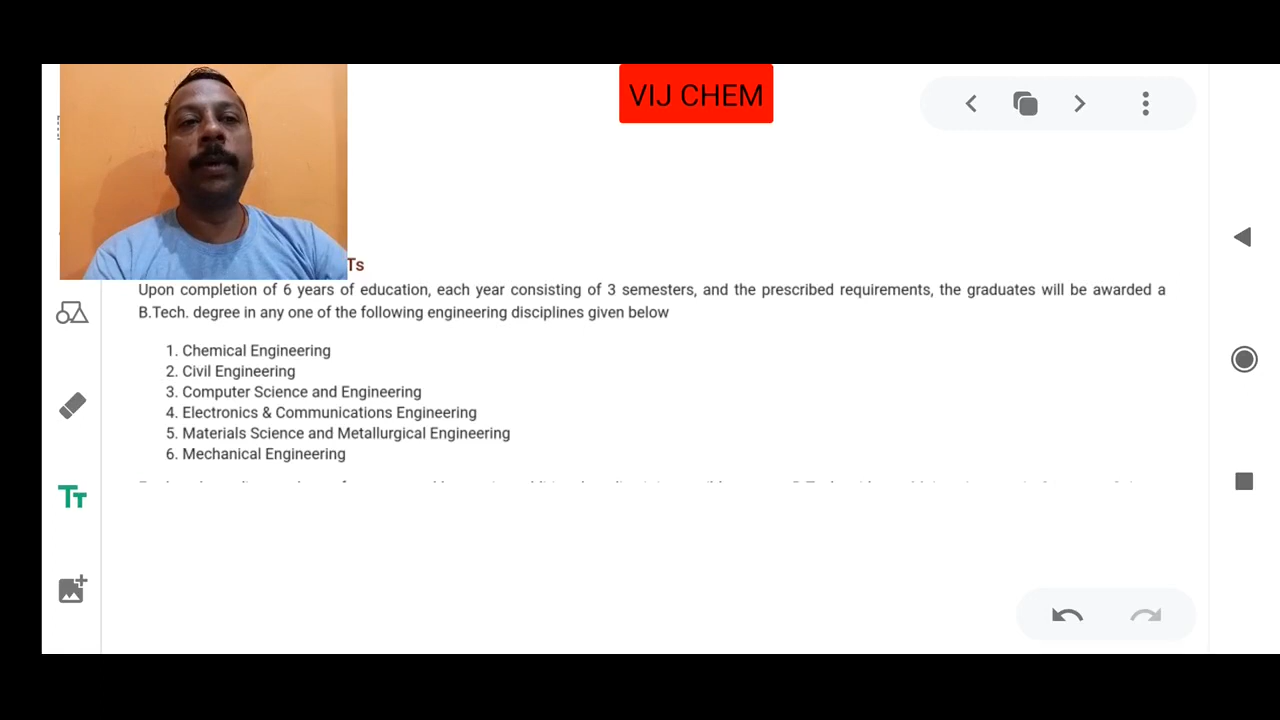 VIJ CHEM
Ts
Upon completion of 6 years of education, each year consisting of 3 semesters, and the prescribed requirements, the graduates will be awarded a
B.Tech. degree in any one of the following engineering disciplines given below
1. Chemical Engineering
2. Civil Engineering
3. Computer Science and Engineering
4. Electronics & Communications Engineering
5. Materials Science and Metallurgical Engineering
6. Mechanical Engineering
TT